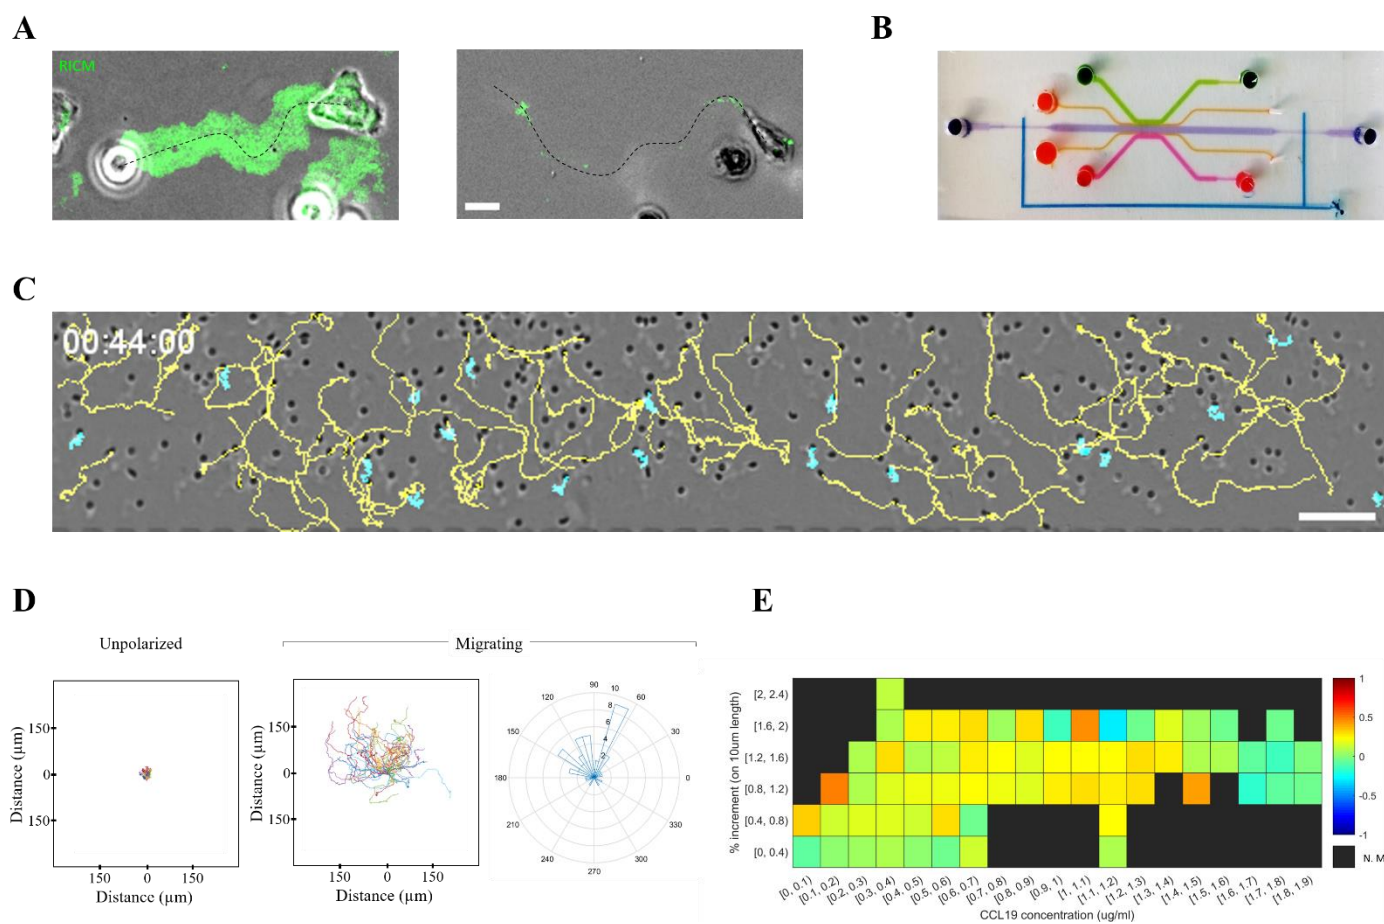 A
B
RICM
C
00:44:00
D
E
Unpolarized
Migrating
Distance (µm)
150
0
150
150 0 150
Distance (µm)
Distance (µm)
150
0
150
150 0 150
Distance (µm)
90
120 60
150 30
180 0
210 330
240 300
270
10
8
6
4
2
% increment (on 10um length)
[2, 2.4)
[1.6, 2)
[1.2, 1.6)
[0.8, 1.2)
[0.4, 0.8)
[0, 0.4)
[0, 0.1) [0.1, 0.2) [0.2, 0.3) [0.3, 0.4) [0.4, 0.5) [0.5, 0.6) [0.6, 0.7) [0.7, 0.8) [0.8, 0.9) [0.9, 1) [1, 1.1) [1.1, 1.2) [1.2, 1.3) [1.3, 1.4) [1.4, 1.5) [1.5, 1.6) [1.6, 1.7) [1.7, 1.8) [1.8, 1.9)
CCL19 concentration (ug/ml)
1
0.5
0
-0.5
-1
N. M